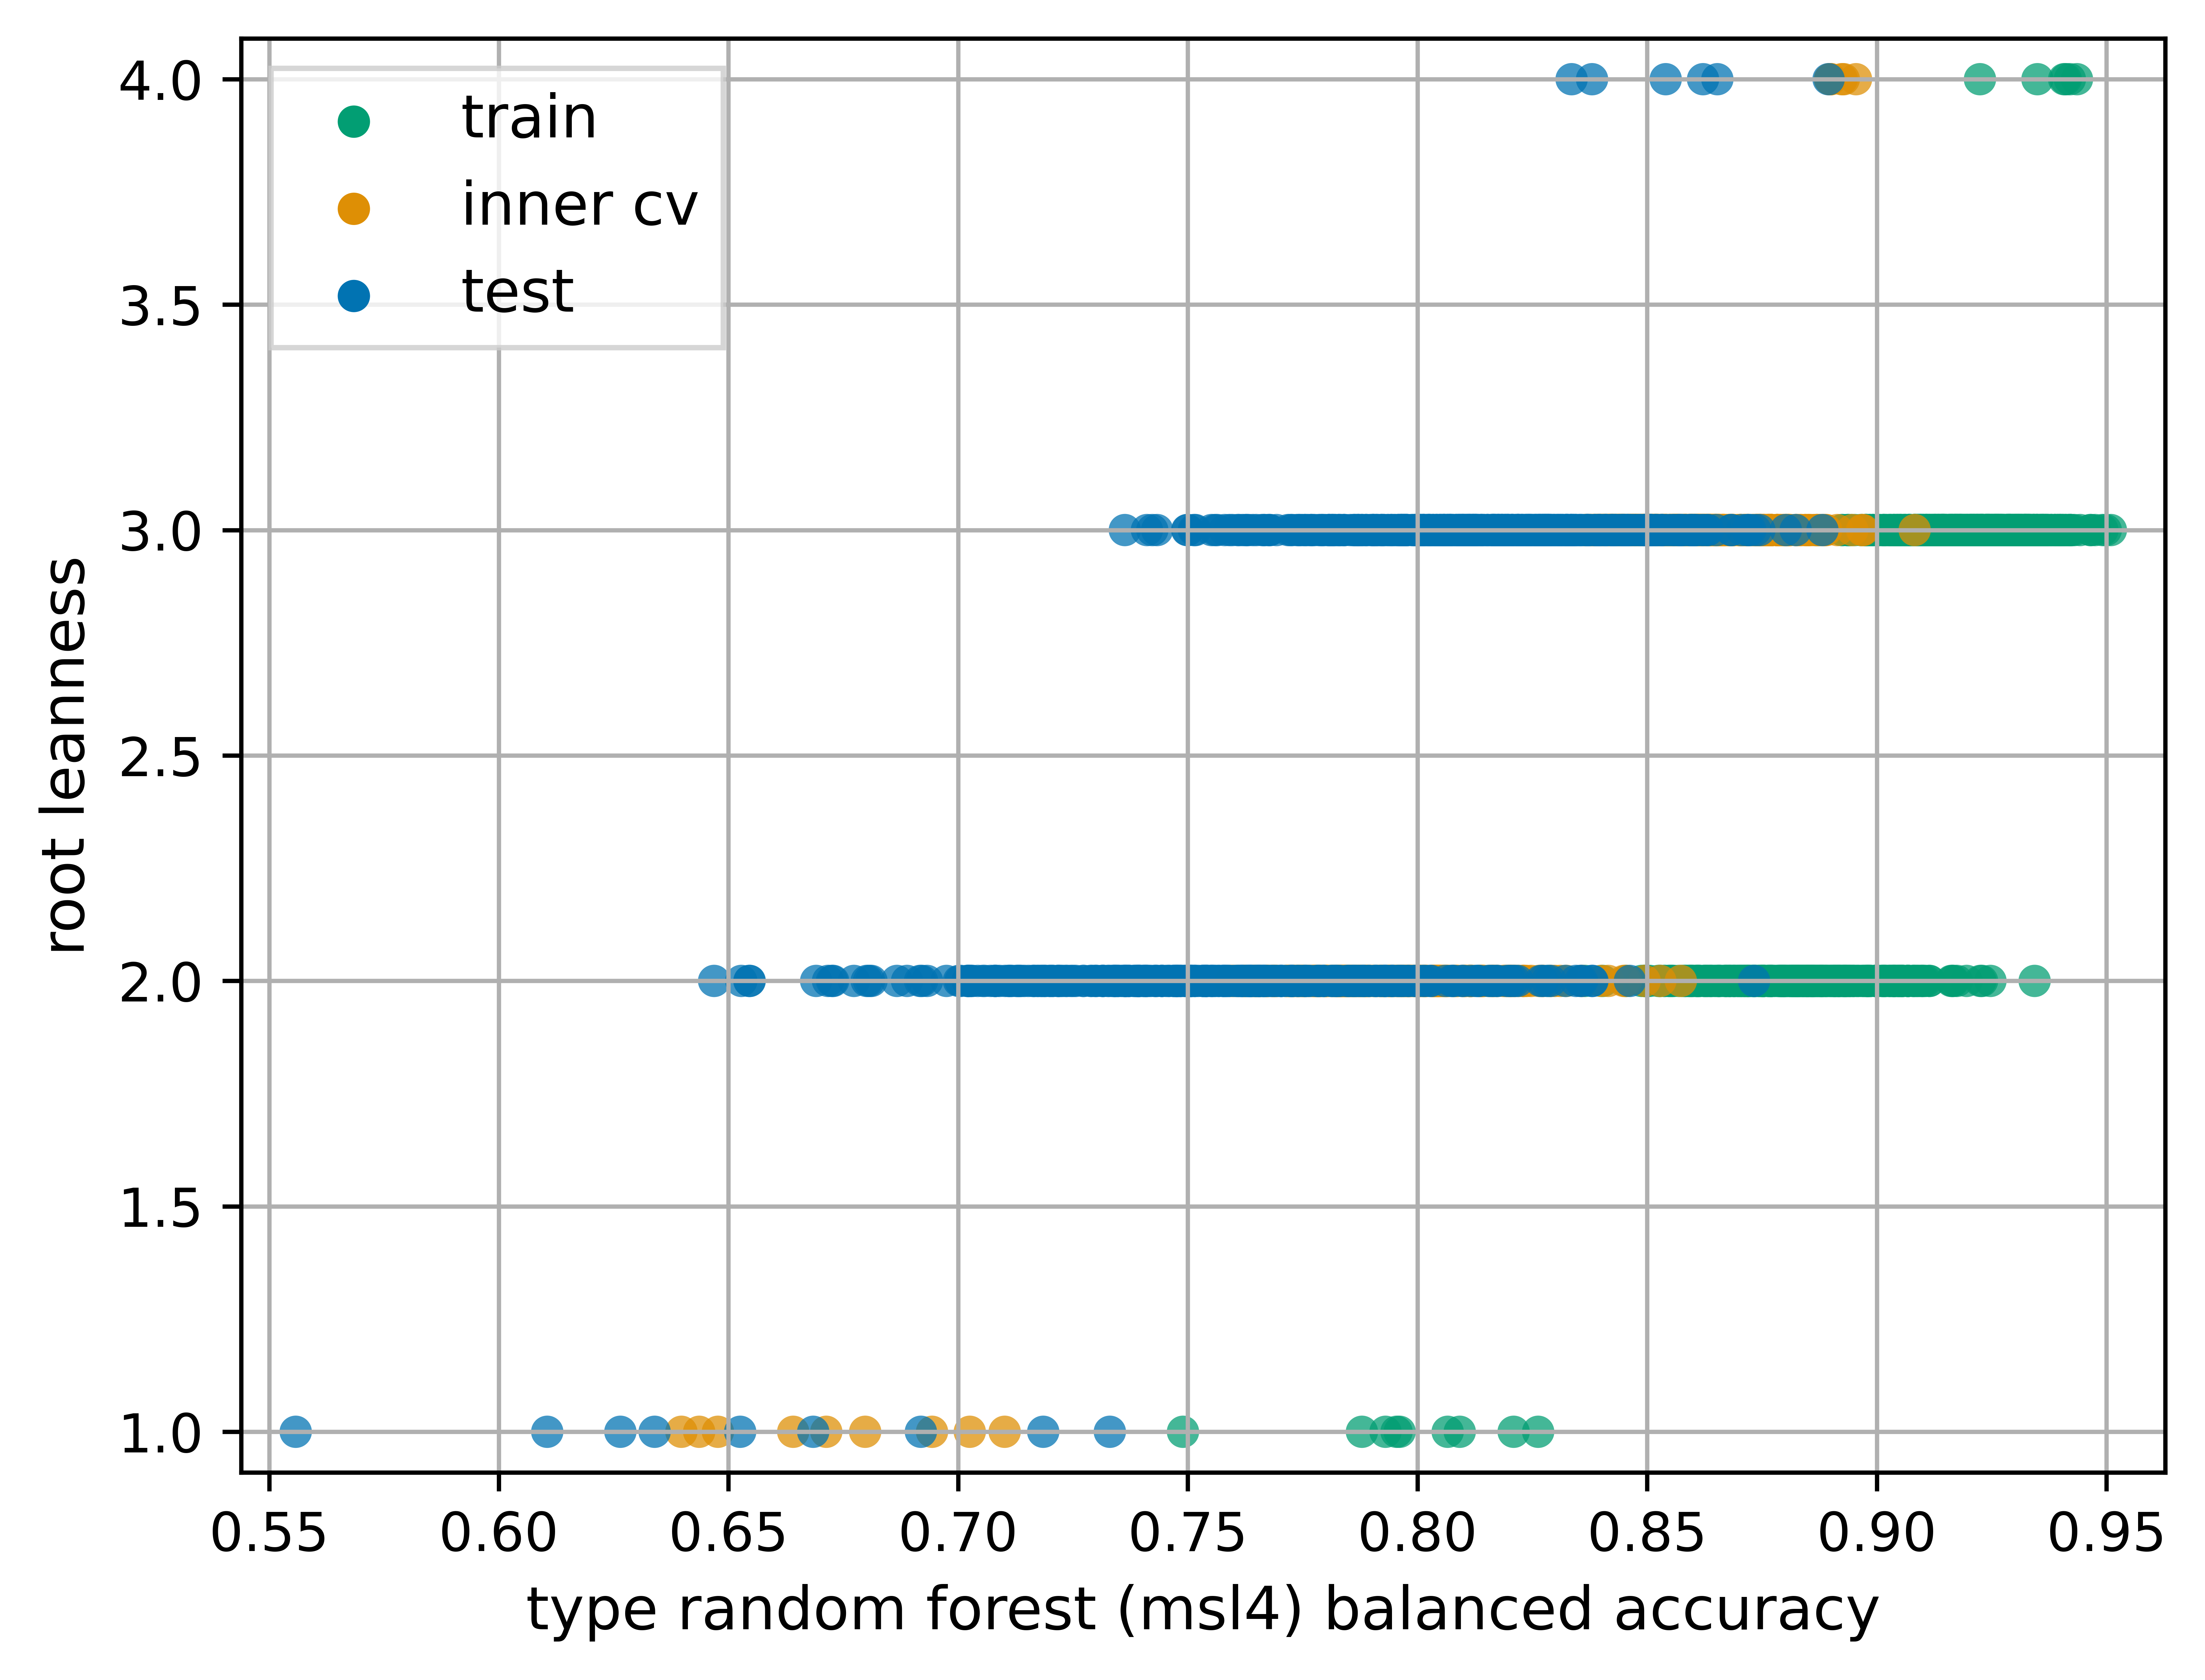 4.0
3.5
3.0
2.5
2.0
1.5
1.0
root leanness
train
inner cv
test
0.55 0.60 0.65 0.70 0.75 0.80 0.85 0.90 0.95
type random forest (msl4) balanced accuracy